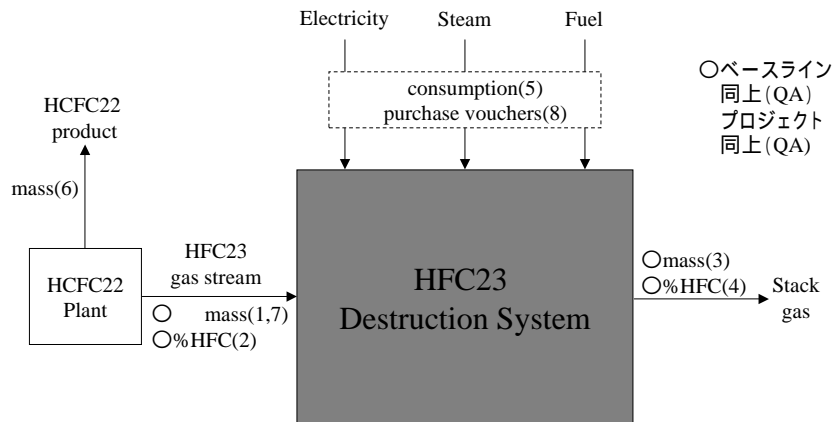 Electricity
Steam
Fuel
consumption(5)
purchase vouchers(8)
○ベースライン
同上(QA)
プロジェクト
同上(QA)
HCFC22
product
mass(6)
HCFC22
Plant
HFC23
gas stream
○ mass(1,7)
○%HFC(2)
HFC23
Destruction System
○mass(3)
○%HFC(4)
Stack
gas